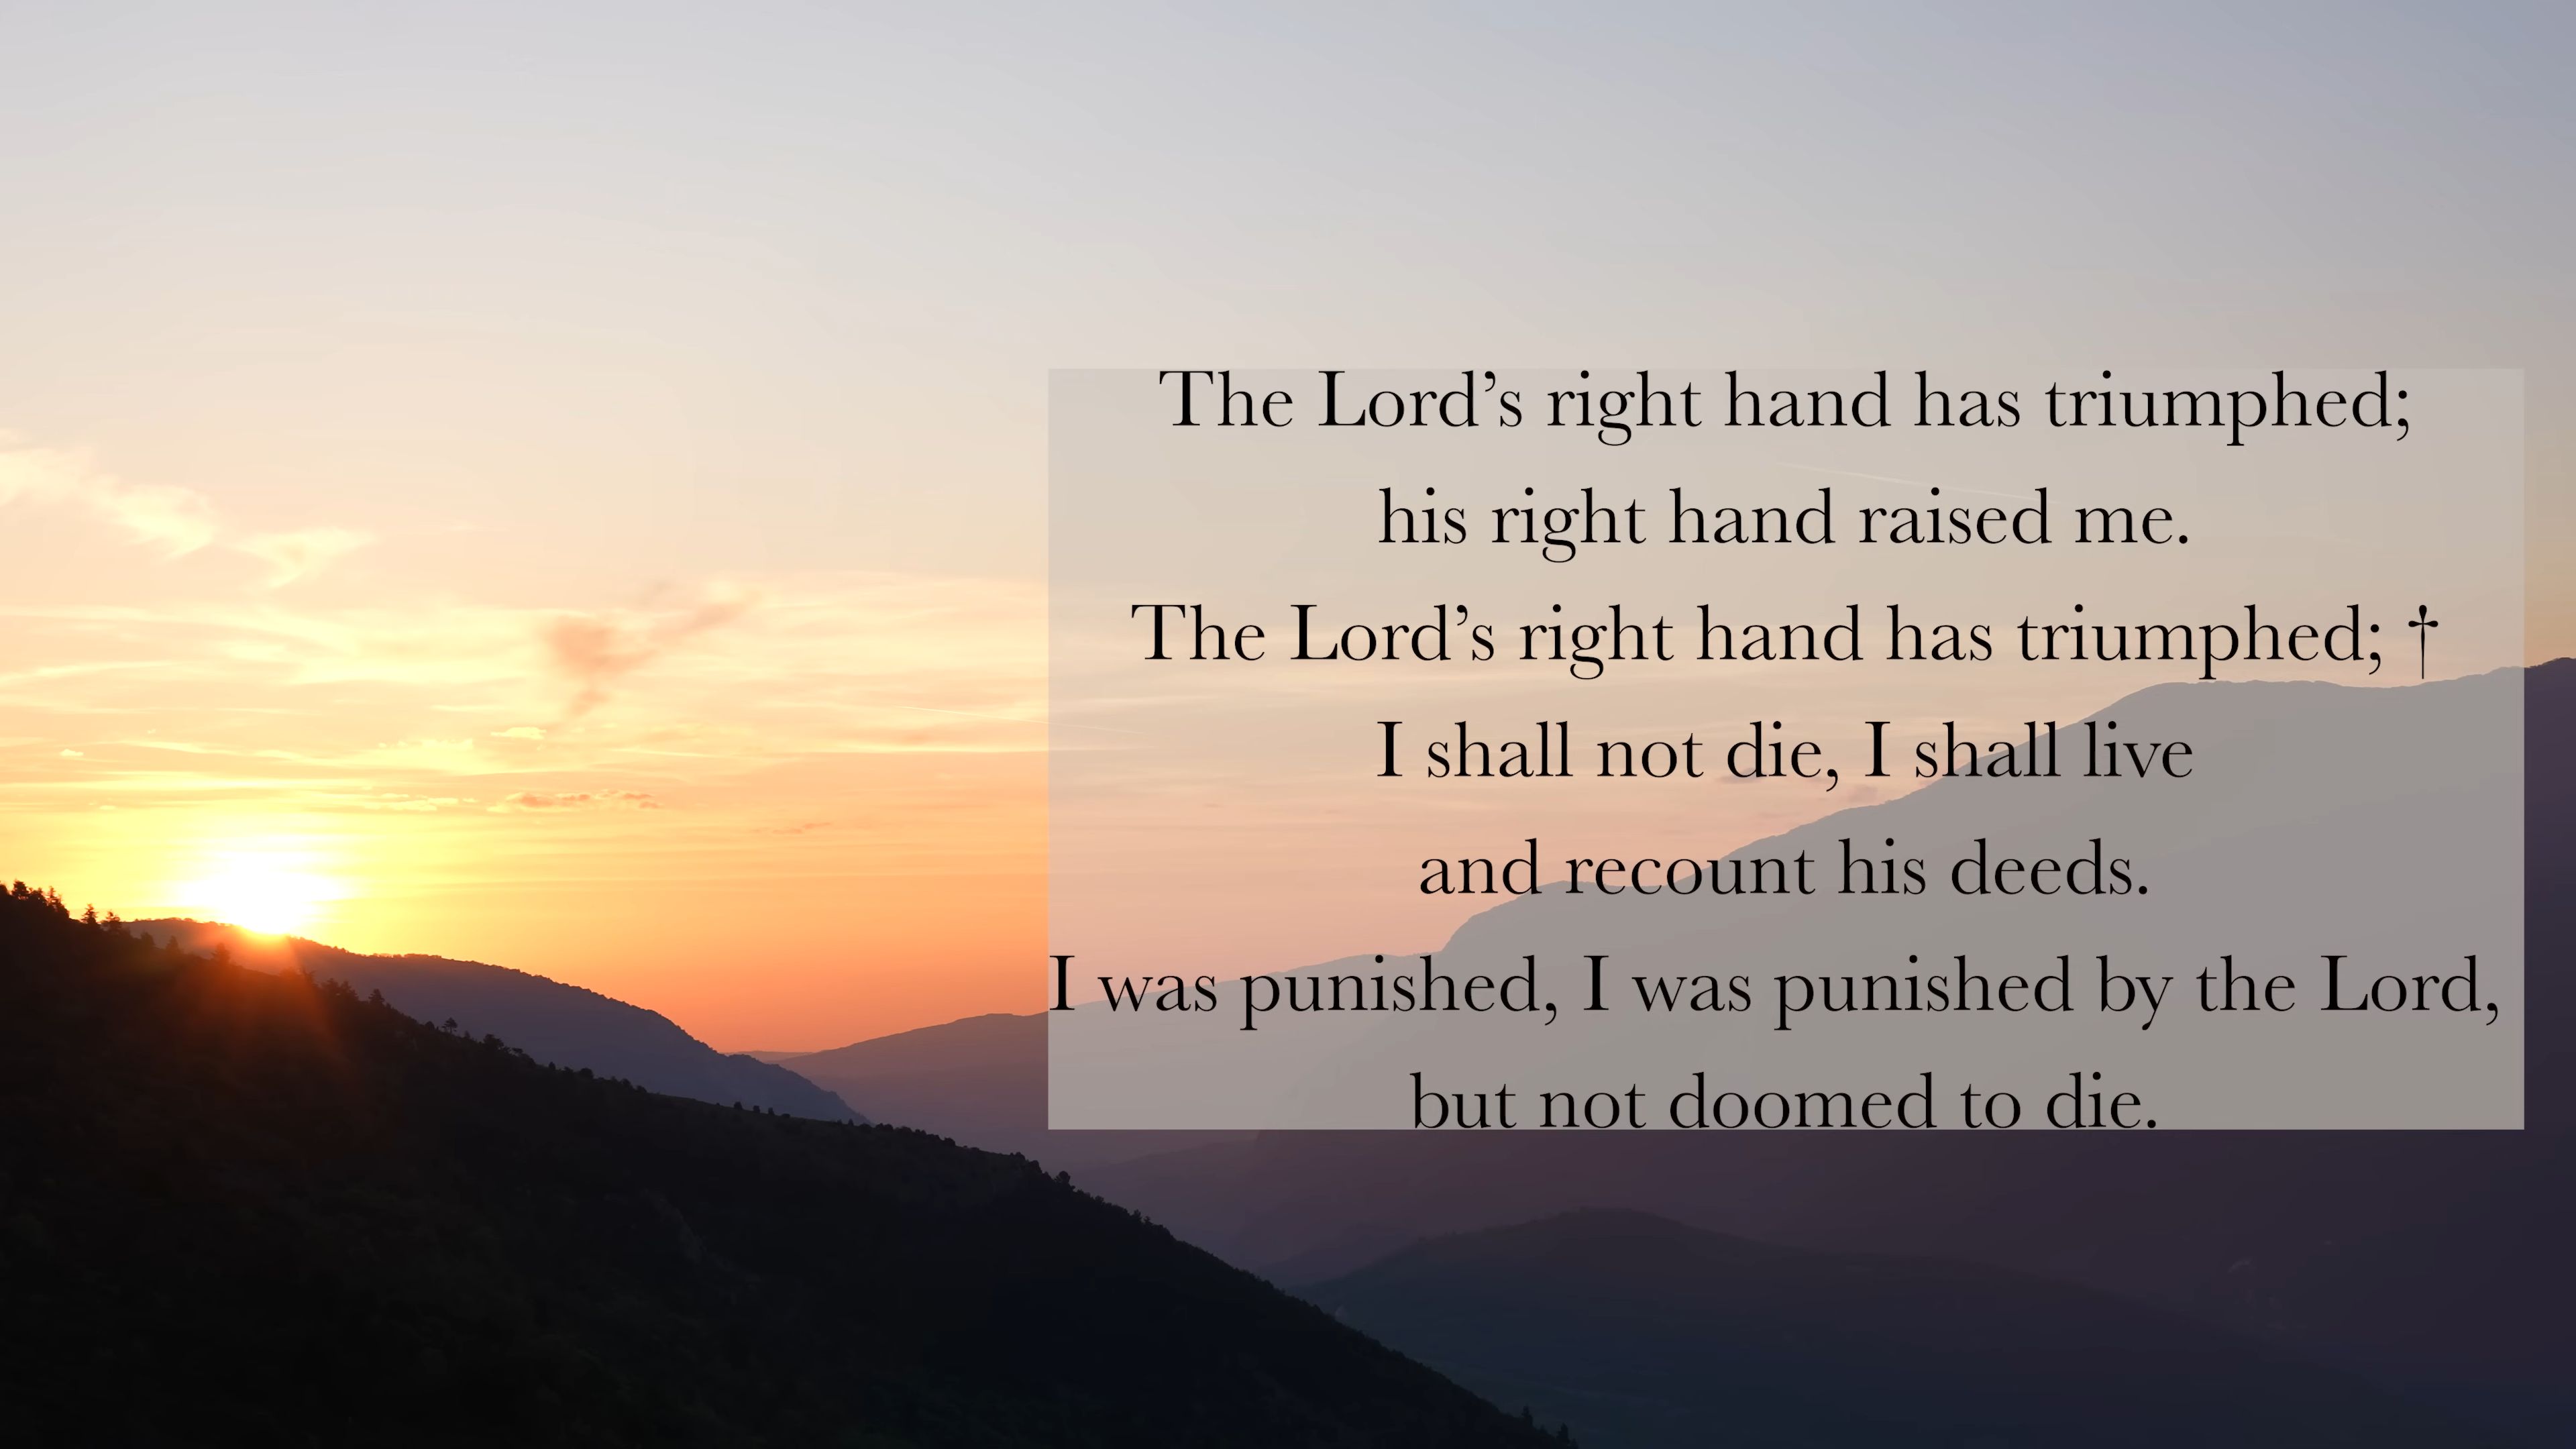 The Lord’s right hand has triumphed;
his right hand raised me.
The Lord’s right hand has triumphed; †
I shall not die, I shall live
and recount his deeds.
I was punished, I was punished by the Lord,
but not doomed to die.